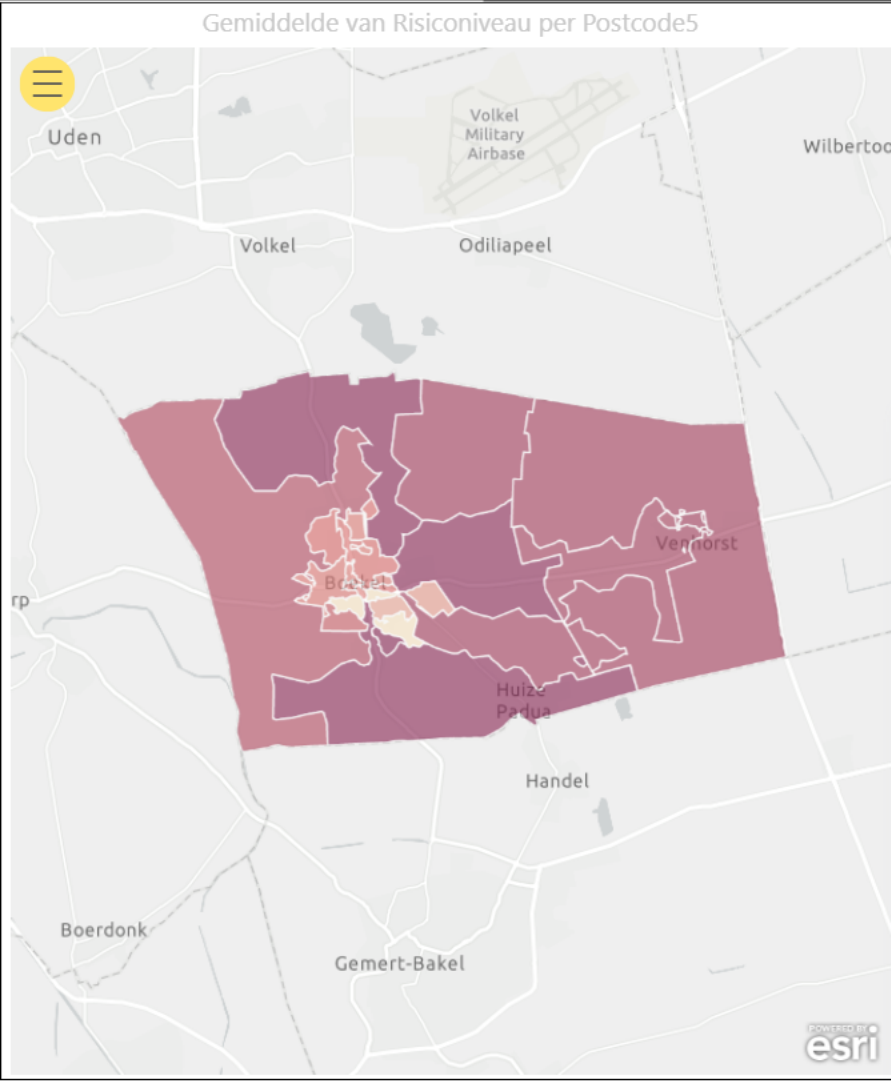 Gemiddelde van Risiconiveau per Postcode5
Uden
Volkel
Military
Airbase
Wilbertoo
Volkel
Odiliapeel
Venhorst
Boekel
rp
Huize
Padua
Handel
Boerdonk
Gemert-Bakel
POWERED BY
esri